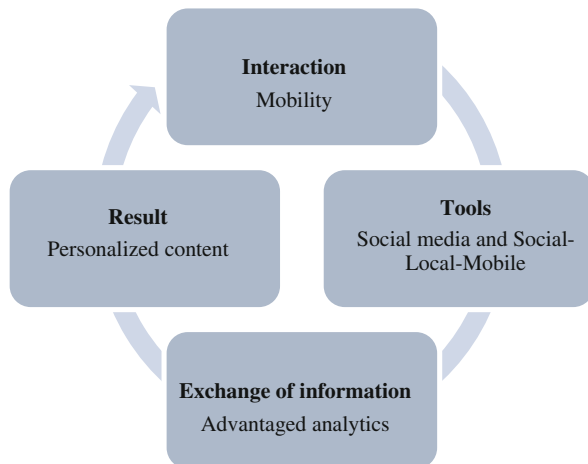 Interaction
Mobility
Tools
Social media and Social-
Local-Mobile
Exchange of information
Advantaged analytics
Result
Personalized content